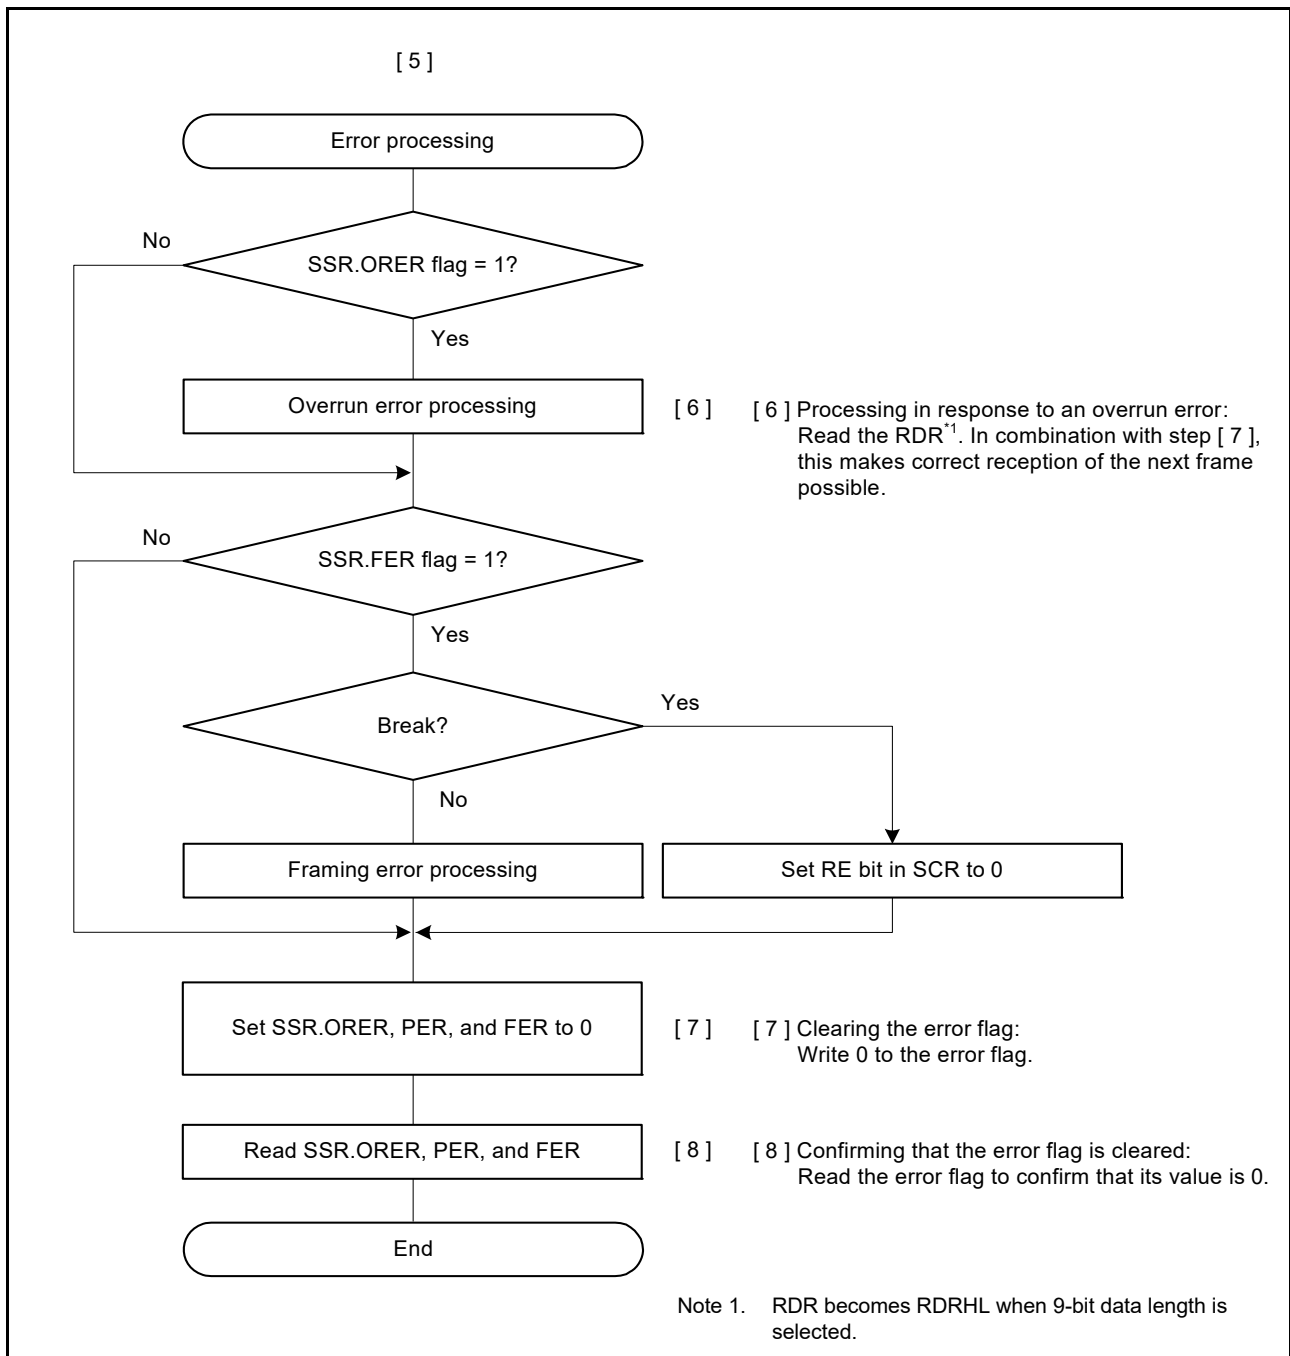 [ 5 ]
Error processing
No
SSR.ORER flag = 1?
Yes
Overrun error processing
[ 6 ]
[ 6 ] Processing in response to an overrun error:
Read the RDR*1. In combination with step [ 7 ],
this makes correct reception of the next frame
possible.
No
SSR.FER flag = 1?
Yes
Break?
Yes
No
Framing error processing
Set RE bit in SCR to 0
Set SSR.ORER, PER, and FER to 0
[ 7 ]
[ 7 ] Clearing the error flag:
Write 0 to the error flag.
Read SSR.ORER, PER, and FER
[ 8 ]
[ 8 ] Confirming that the error flag is cleared:
Read the error flag to confirm that its value is 0.
End
Note 1. RDR becomes RDRHL when 9-bit data length is
selected.